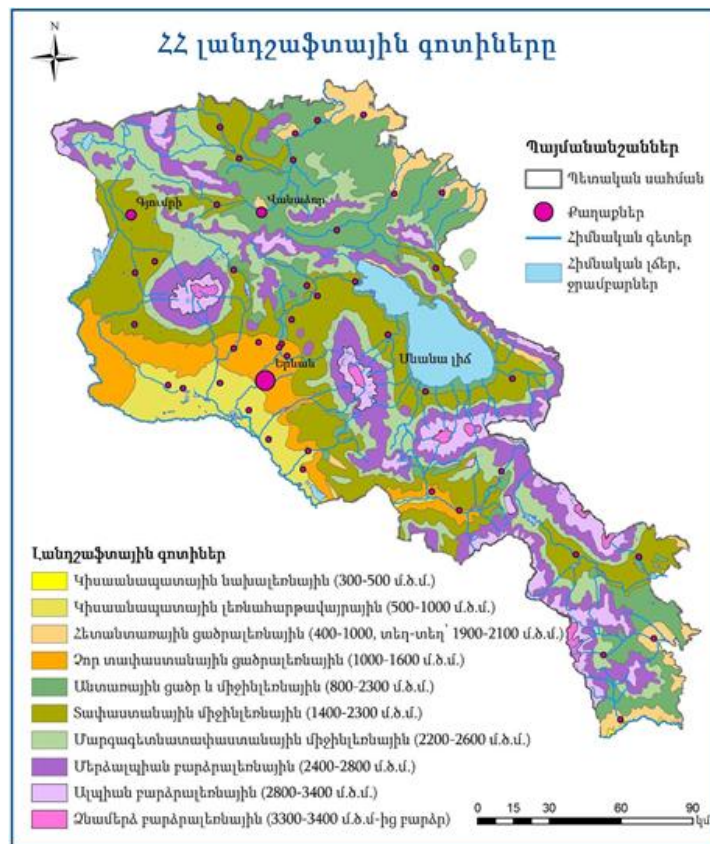 N
ՀՀ լանդշաֆտային գոտիները
Պայմանանշաններ
Պետական սահման
Քաղաքներ
Հիմնական գետեր
Հիմնական լճեր,
ջրամբարներ
Գյումրի
Վանաձոր
Սևանա լիճ
Երևան
Լանդշաֆտային գոտիներ
Կիսաանապատային նախալեռնային (300-500 մ.ծ.մ.)
Կիսաանապատային լեռնահարթավայրային (500-1000 մ.ծ.մ.)
Հետանտառային ցածրալեռնային (400-1000, տեղ-տեղ՝ 1900-2100 մ.ծ.մ.)
Չոր տափաստանային ցածրալեռնային (1000-1600 մ.ծ.մ.)
Անտառային ցածր և միջինլեռնային (800-2300 մ.ծ.մ.)
Տափաստանային միջինլեռնային (1400-2300 մ.ծ.մ.)
Մարգագետնատափաստանային միջինլեռնային (2200-2600 մ.ծ.մ.)
Մերձալպիան բարձրալեռնային (2400-2800 մ.ծ.մ.)
Ալպիան բարձրալեռնային (2800-3400 մ.ծ.մ.)
Ձնամերձ բարձրալեռնային (3300-3400 մ.ծ.մ-ից բարձր)
0 15 30 60 90
կմ